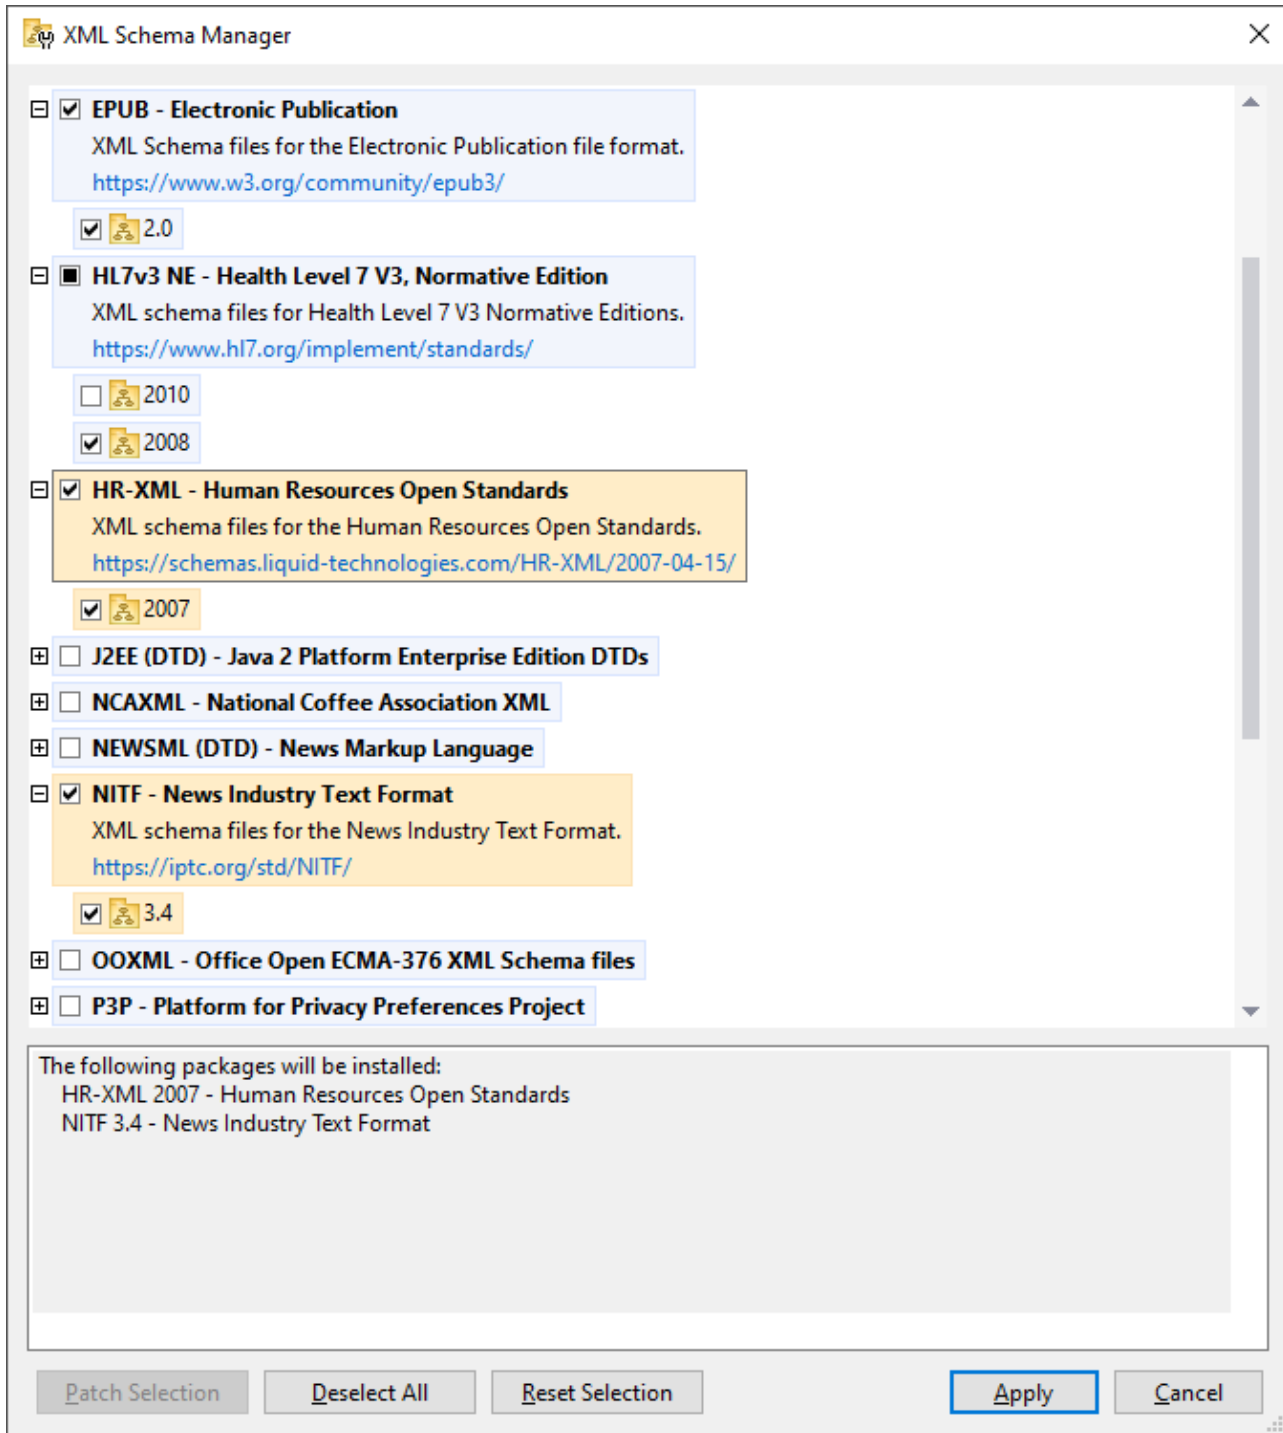 XML Schema Manager
EPUB - Electronic Publication
XML Schema files for the Electronic Publication file format.
https://www.w3.org/community/epub3/
2.0
HL7v3 NE - Health Level 7 V3, Normative Edition
XML schema files for Health Level 7 V3 Normative Editions.
https://www.hl7.org/implement/standards/
2010
2008
HR-XML - Human Resources Open Standards
XML schema files for the Human Resources Open Standards.
https://schemas.liquid-technologies.com/HR-XML/2007-04-15/
2007
J2EE (DTD) - Java 2 Platform Enterprise Edition DTDs
NCAXML - National Coffee Association XML
NEWSML (DTD) - News Markup Language
NITF - News Industry Text Format
XML schema files for the News Industry Text Format.
https://iptc.org/std/NITF/
3.4
OOXML - Office Open ECMA-376 XML Schema files
P3P - Platform for Privacy Preferences Project
The following packages will be installed:
HR-XML 2007 - Human Resources Open Standards
NITF 3.4 - News Industry Text Format
Patch Selection Deselect All Reset Selection Apply Cancel